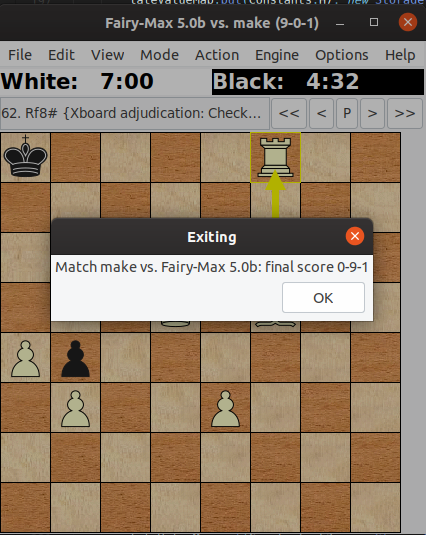 Fairy-Max 5.0b vs. make (9-0-1)
File Edit View Mode Action Engine Options Help
White: 7:00 Black: 4:32
62. Rf8# {Xboard adjudication: Check... << < P > >>
Exiting
Match make vs. Fairy-Max 5.0b: final score 0-9-1
OK